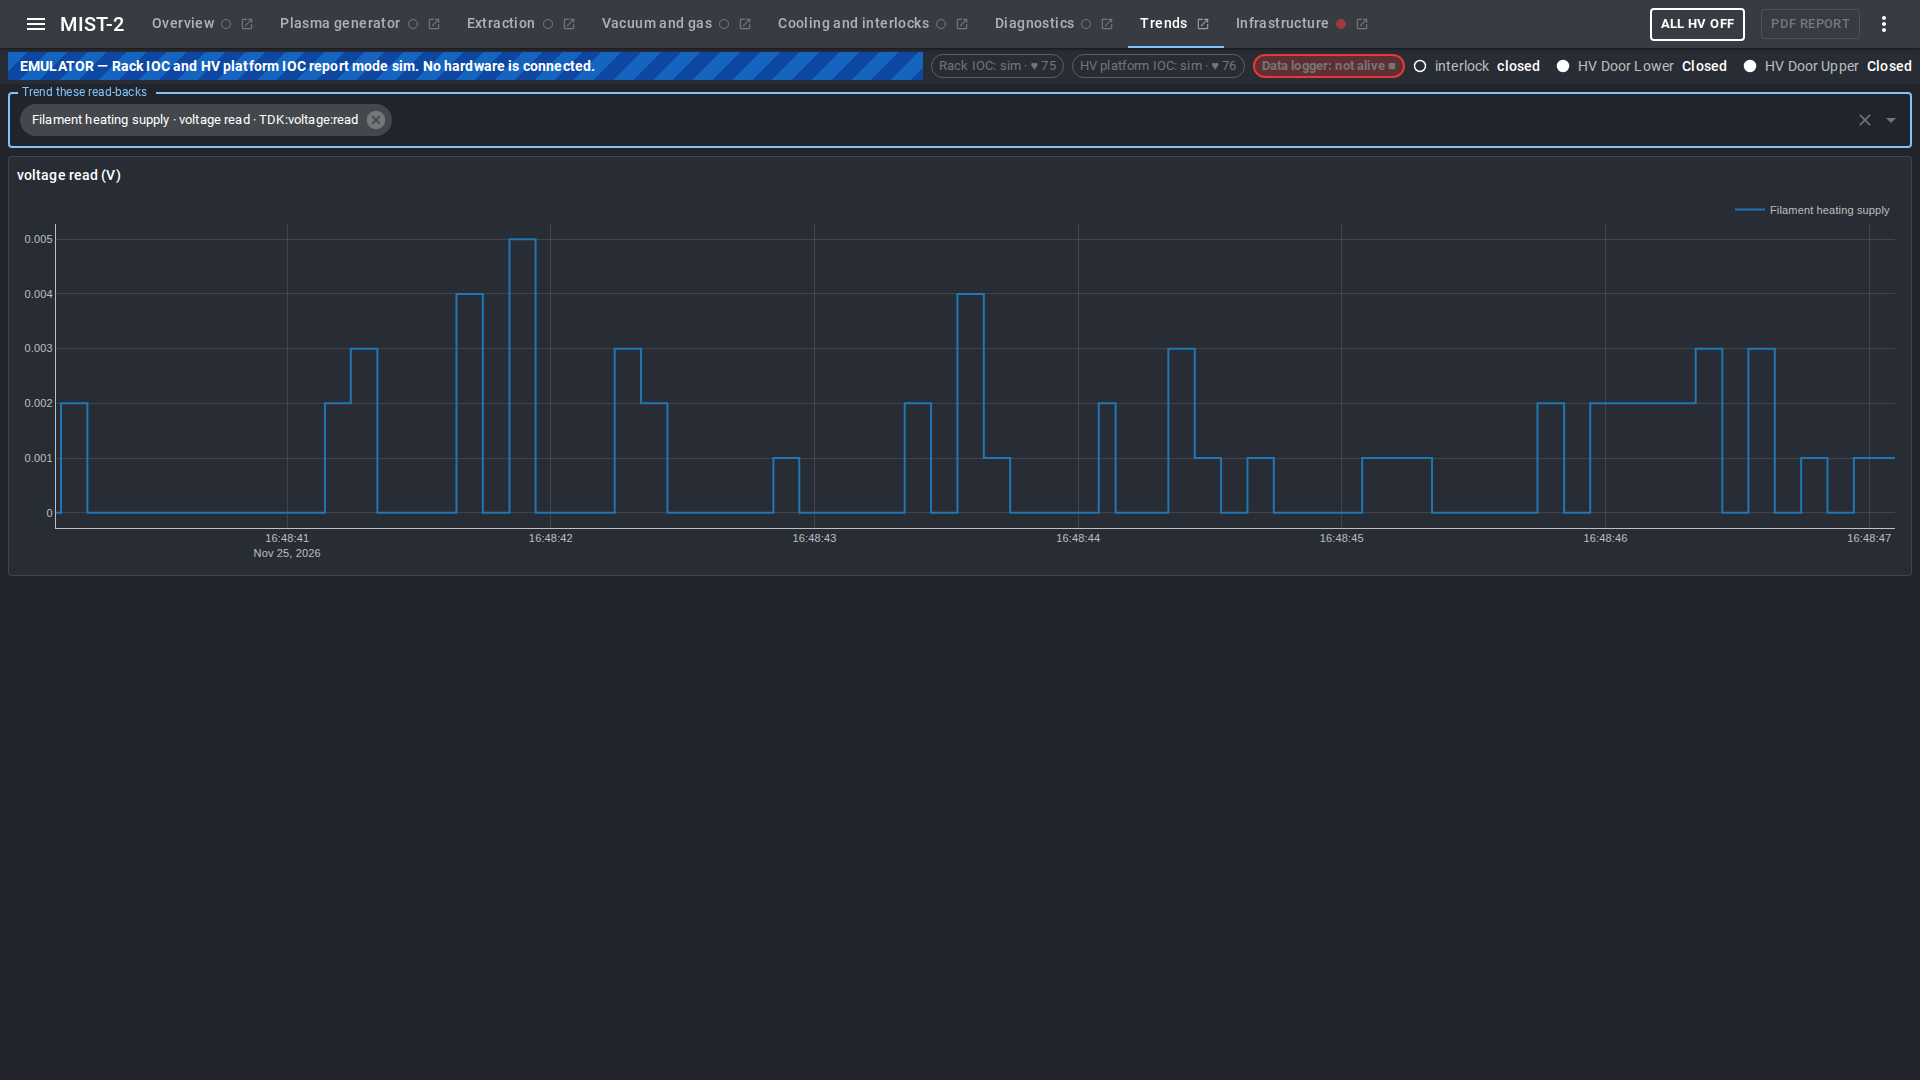 MIST-2 Overview Plasma generator Extraction Vacuum and gas Cooling and interlocks Diagnostics Trends Infrastructure ALL HV OFF PDF REPORT
EMULATOR — Rack IOC and HV platform IOC report mode sim. No hardware is connected. Rack IOC: sim · ♥ 75 HV platform IOC: sim · ♥ 76 Data logger: not alive ■ interlock closed HV Door Lower Closed HV Door Upper Closed
Trend these read-backs
Filament heating supply · voltage read · TDK:voltage:read
voltage read (V)
Filament heating supply
0.005
0.004
0.003
0.002
0.001
0
16:48:41 16:48:42 16:48:43 16:48:44 16:48:45 16:48:46 16:48:47
Nov 25, 2026